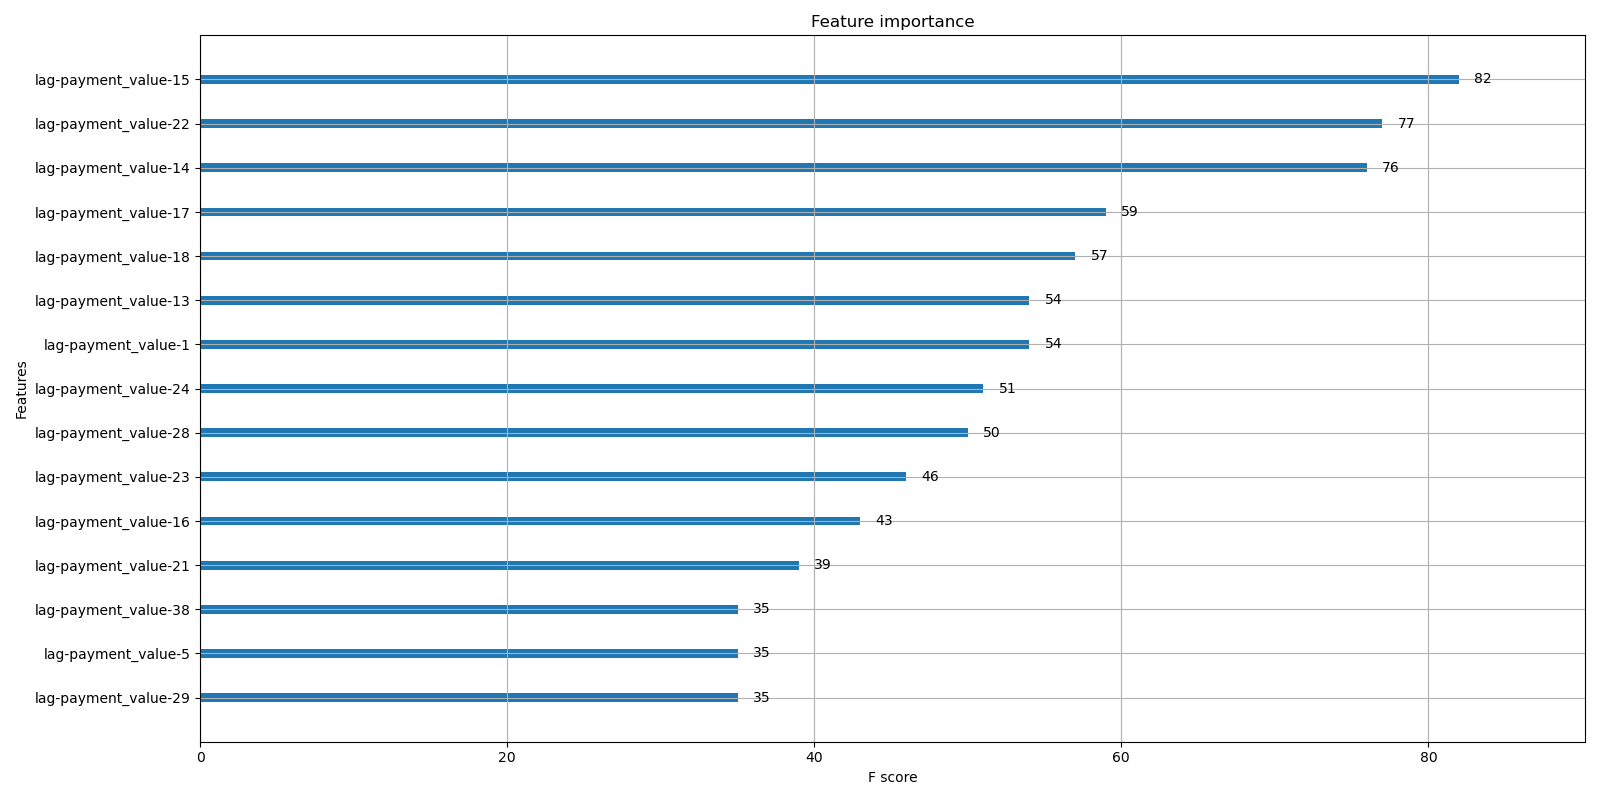 Feature importance
lag-payment_value-15 82
lag-payment_value-22 77
lag-payment_value-14 76
lag-payment_value-17 59
lag-payment_value-18 57
lag-payment_value-13 54
lag-payment_value-1 54
lag-payment_value-24 51
lag-payment_value-28 50
lag-payment_value-23 46
lag-payment_value-16 43
lag-payment_value-21 39
lag-payment_value-38 35
lag-payment_value-5 35
lag-payment_value-29 35
Features
0 20 40 60 80
F score